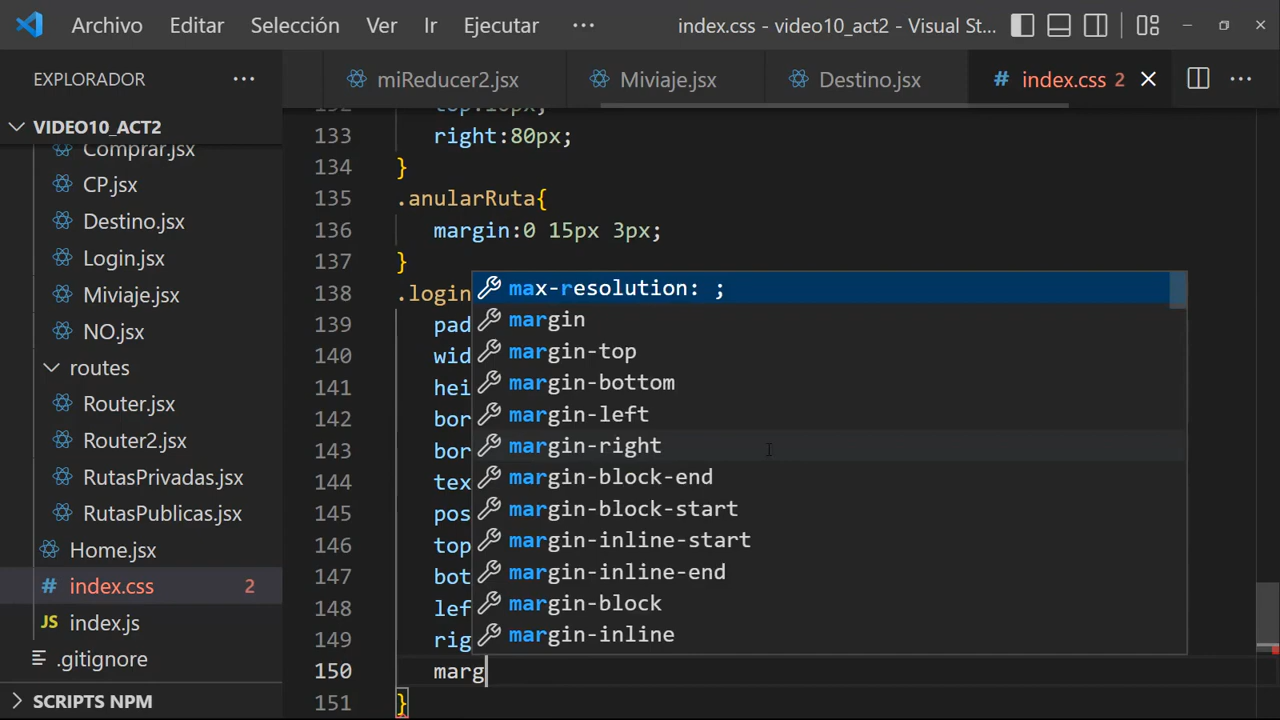 Archivo Editar Selección Ver Ir Ejecutar ··· index.css - video10_act2 - Visual St...
EXPLORADOR ···
miReducer2.jsx Miviaje.jsx Destino.jsx # index.css 2 ···
VIDEO10_ACT2
Comprar.jsx
CP.jsx
Destino.jsx
Login.jsx
Miviaje.jsx
NO.jsx
routes
Router.jsx
Router2.jsx
RutasPrivadas.jsx
RutasPublicas.jsx
Home.jsx
# index.css 2
JS index.js
.gitignore
SCRIPTS NPM
133 right:80px;
134 }
135 .anularRuta{
136 margin:0 15px 3px;
137 }
138 .login
139 pad
140 wid
141 hei
142 bor
143 bor
144 tex
145 pos
146 top
147 bot
148 lef
149 rig
150 marg
151 }
max-resolution: ;
margin
margin-top
margin-bottom
margin-left
margin-right
margin-block-end
margin-block-start
margin-inline-start
margin-inline-end
margin-block
margin-inline